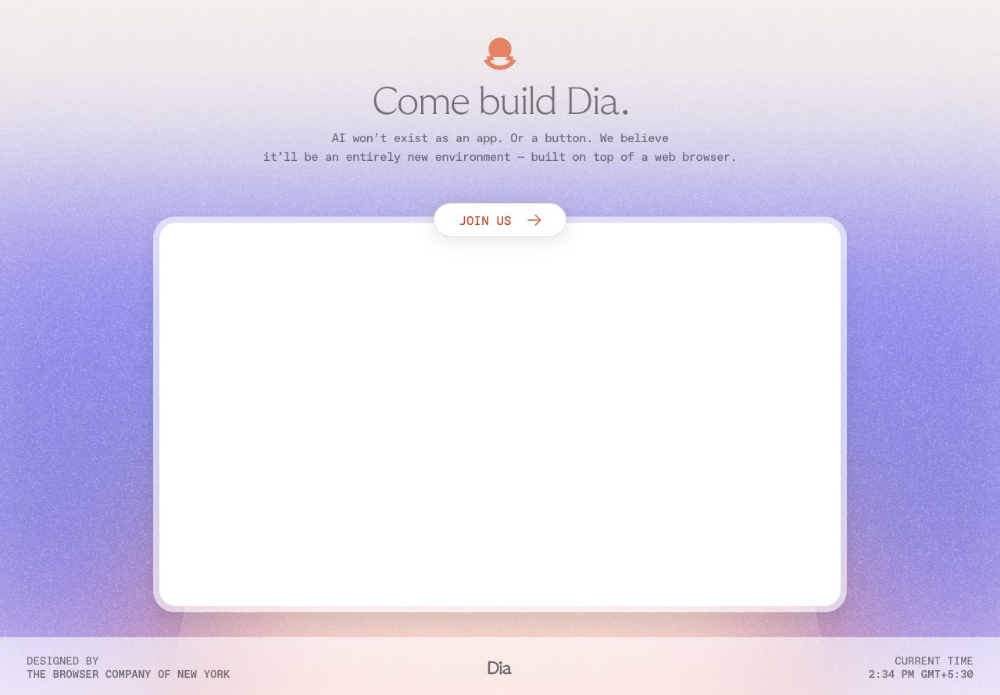 Come build Dia.
AI won’t exist as an app. Or a button. We believe
it’ll be an entirely new environment — built on top of a web browser.
JOIN US
DESIGNED BY
THE BROWSER COMPANY OF NEW YORK
Dia
CURRENT TIME
2:34 PM GMT+5:30